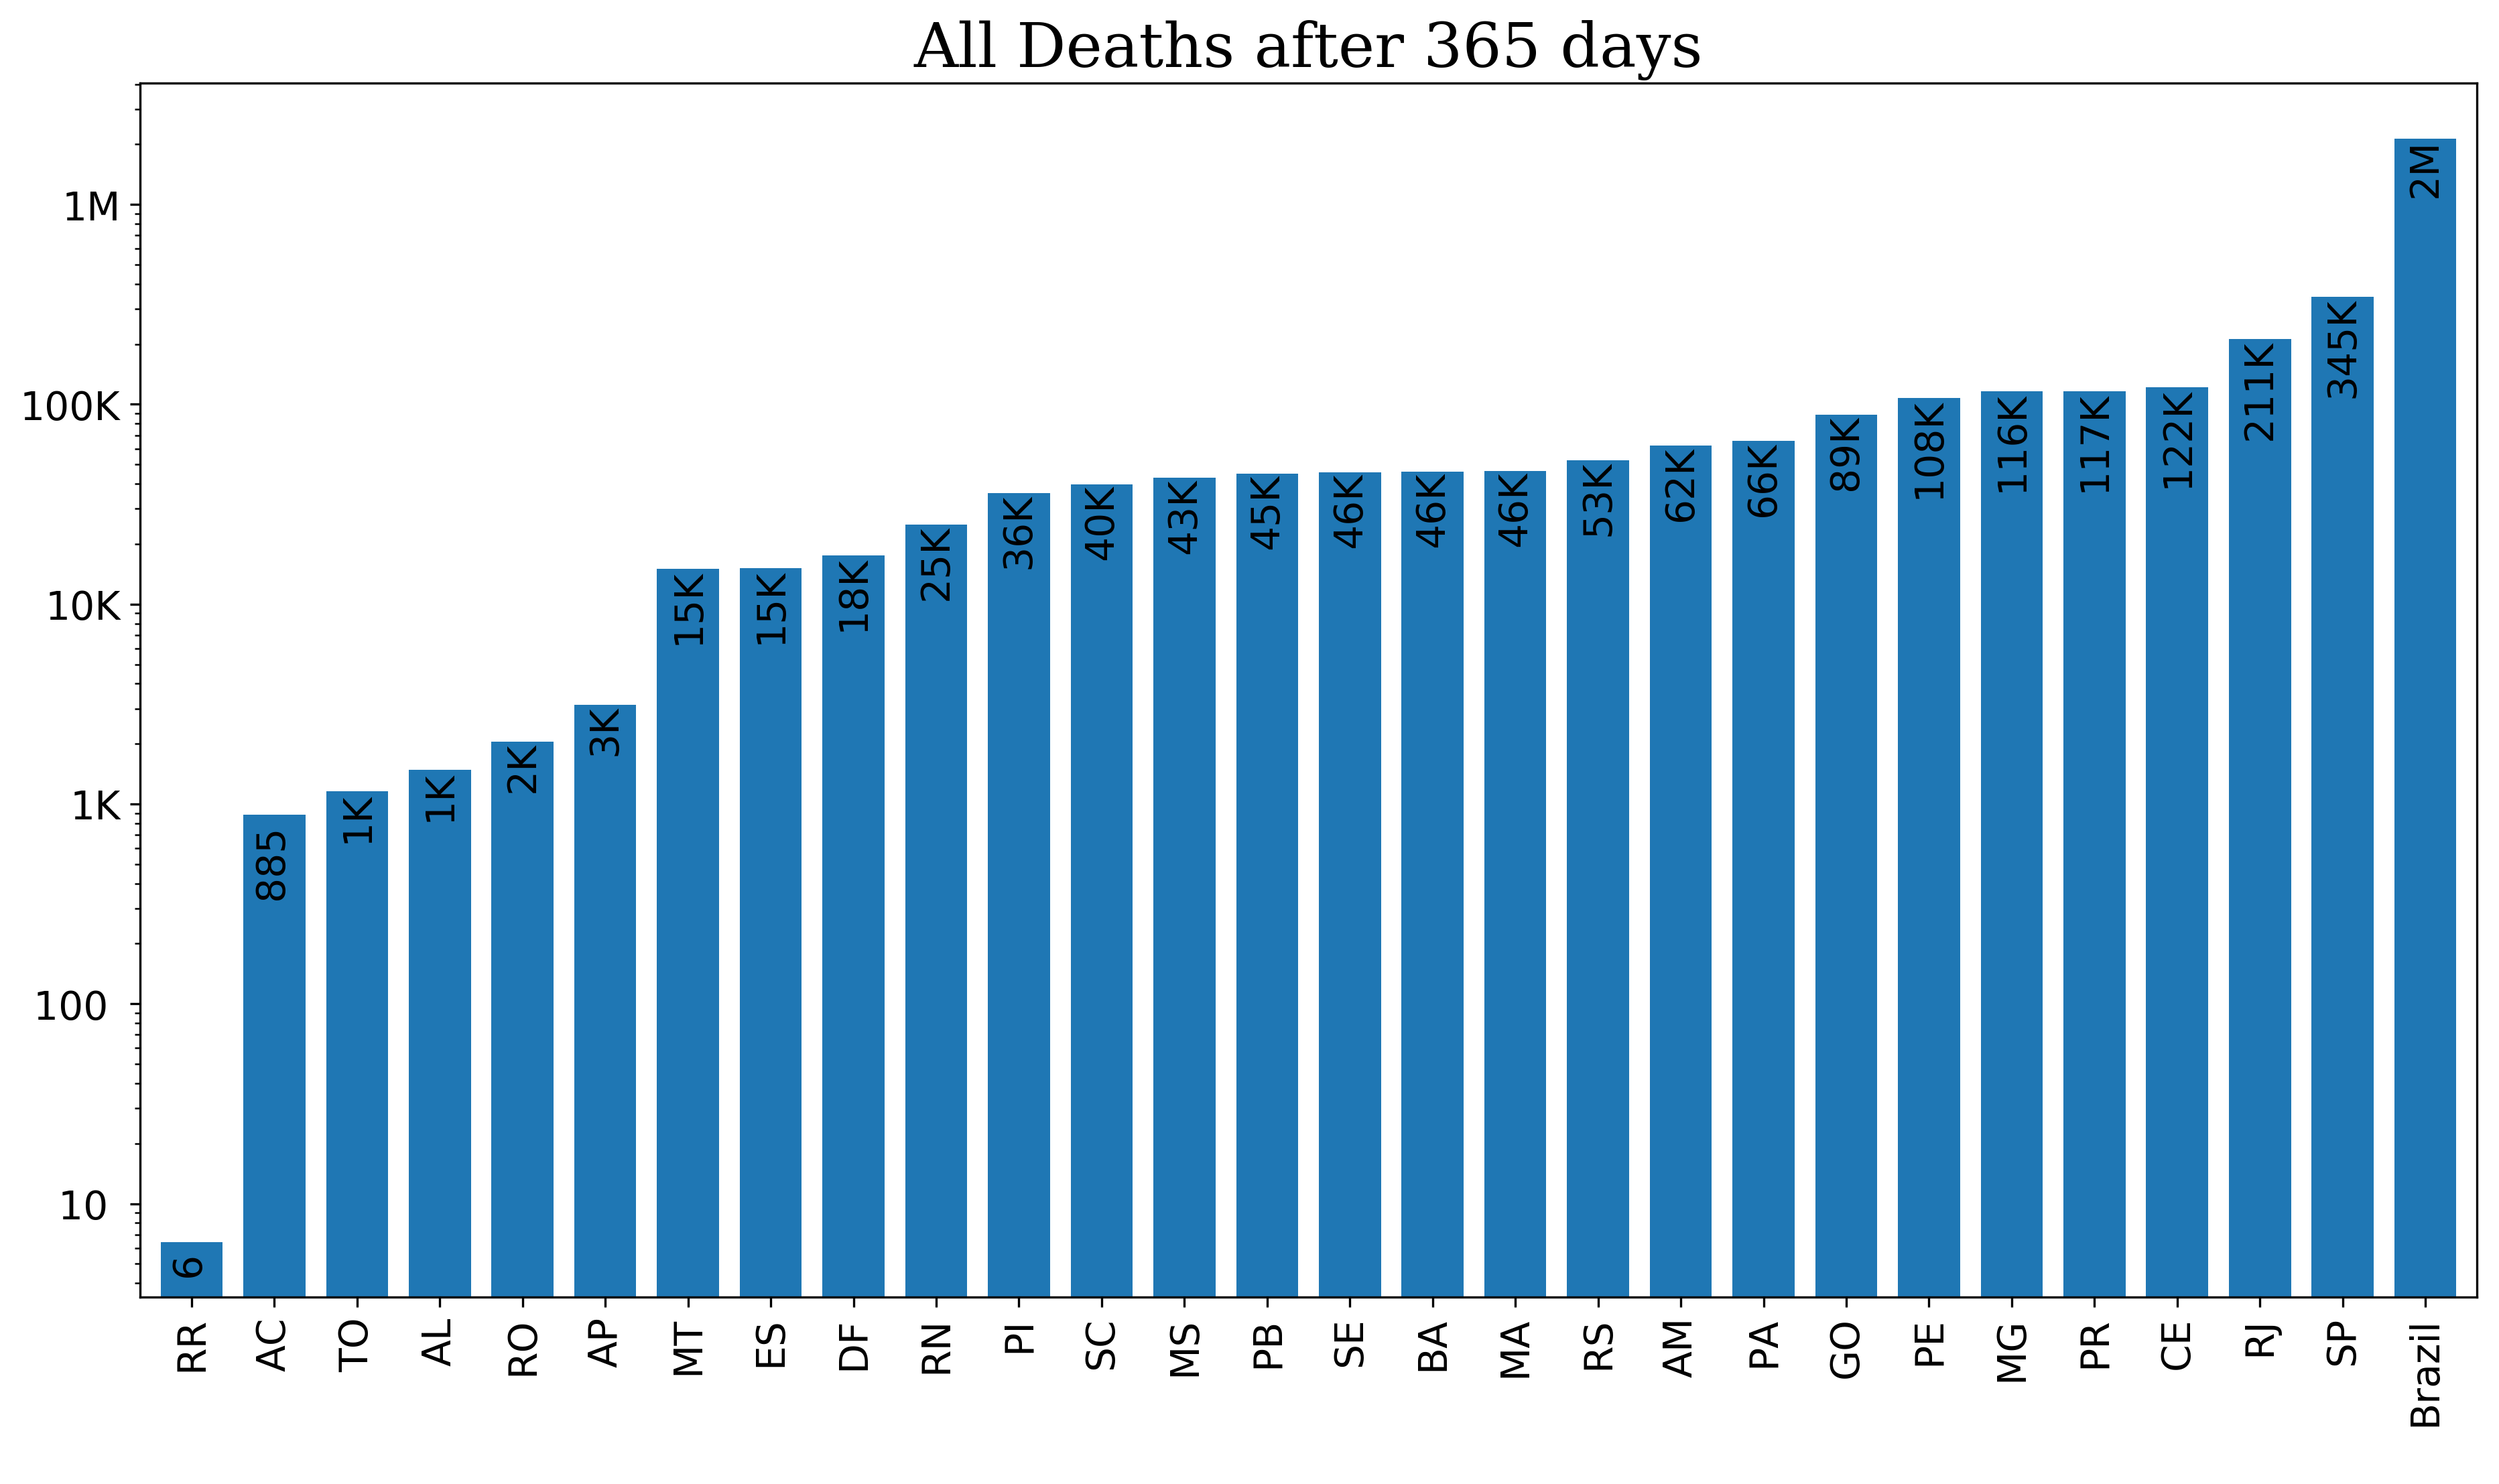 All Deaths after 365 days
1M
100K
10K
1K
100
10
6
885
1K
1K
2K
3K
15K
15K
18K
25K
36K
40K
43K
45K
46K
46K
46K
53K
62K
66K
89K
108K
116K
117K
122K
211K
345K
2M
RR
AC
TO
AL
RO
AP
MT
ES
DF
RN
PI
SC
MS
PB
SE
BA
MA
RS
AM
PA
GO
PE
MG
PR
CE
RJ
SP
Brazil